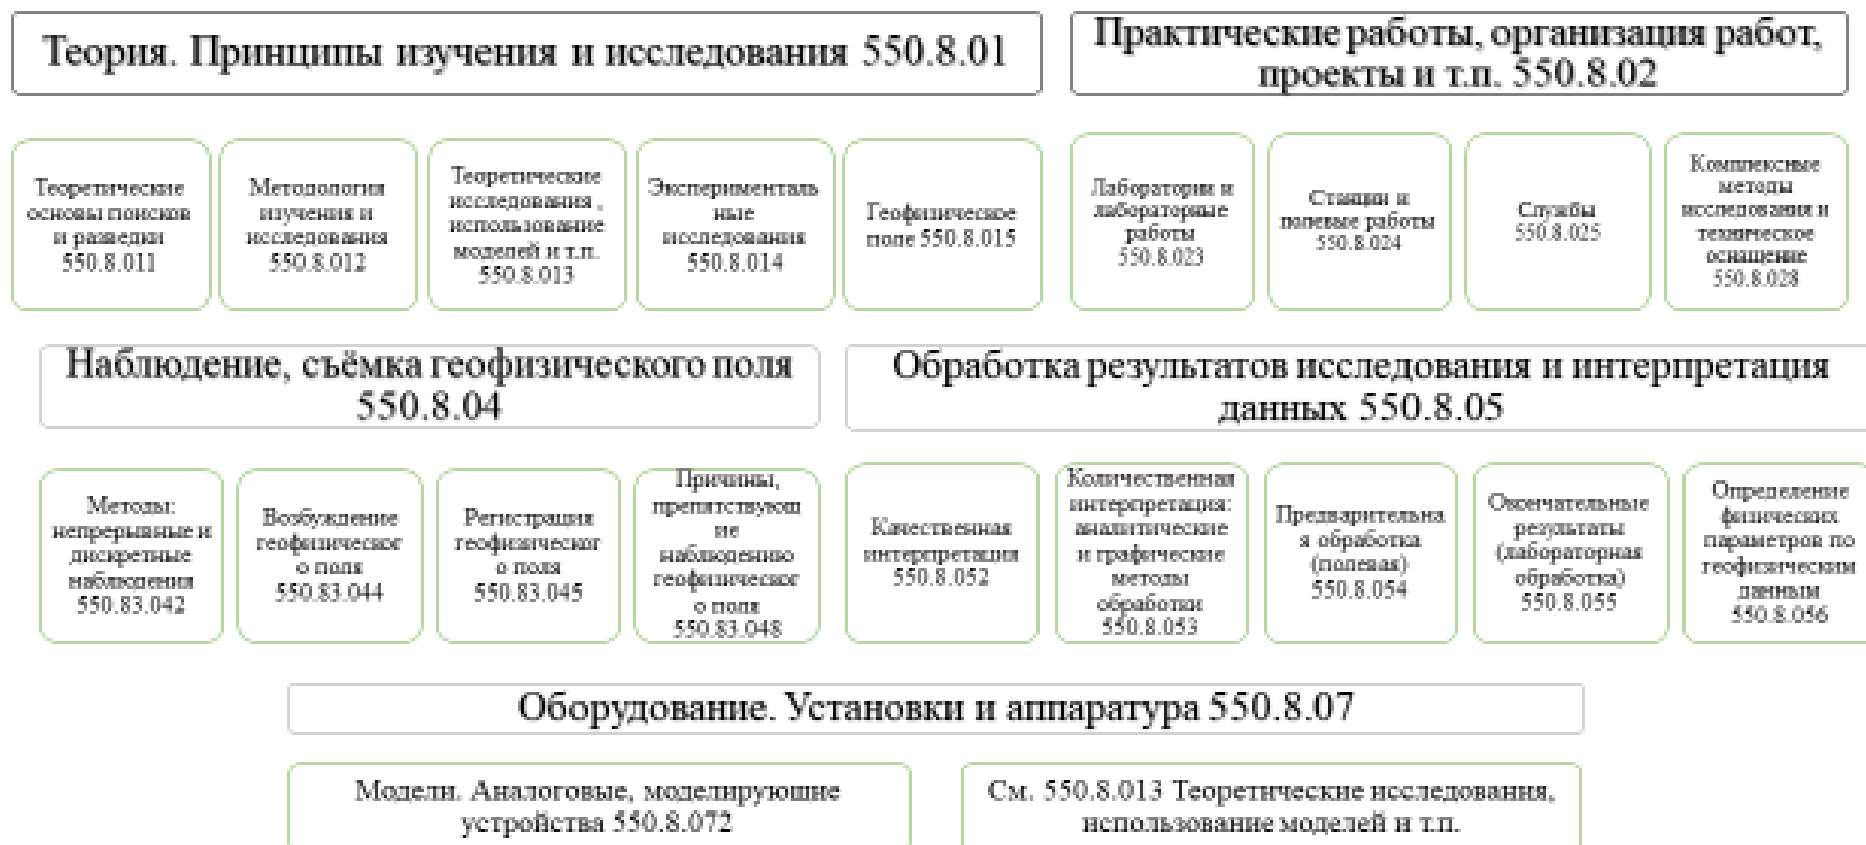 Теория. Принципы изучения и исследования 550.8.01
Практические работы, организация работ,
проекты и т.п. 550.8.02
Теоретические
основы поисков
и разведки
550.8.011
Методология
изучения и
исследования
550.8.012
Теоретические
исследования ,
использование
моделей и т.п.
550.8.013
Эксперименталь
ные
исследования
550.8.014
Геофизическое
поле 550.8.015
Лаборатории и
лабораторные
работы
550.8.023
Станции и
полевые работы
550.8.024
Службы
550.8.025
Комплексные
методы
исследования и
техническое
оснащение
550.8.028
Наблюдение, съёмка геофизического поля
550.8.04
Обработка результатов исследования и интерпретация
данных 550.8.05
Методы:
непрерывные и
дискретные
наблюдения
550.83.042
Возбуждение
геофизическог
о поля
550.83.044
Регистрация
геофизическог
о поля
550.83.045
Причины,
препятствующ
ие
наблюдению
геофизическог
о поля
550.83.048
Качественная
интерпретация
550.8.052
Количественная
интерпретация:
аналитические
и графические
методы
обработки
550.8.053
Предварительна
я обработка
(полевая)
550.8.054
Окончательные
результаты
(лабораторная
обработка)
550.8.055
Определение
физических
параметров по
геофизическим
данным
550.8.056
Оборудование. Установки и аппаратура 550.8.07
Модели. Аналоговые, моделирующие
устройства 550.8.072
См. 550.8.013 Теоретические исследования,
использование моделей и т.п.